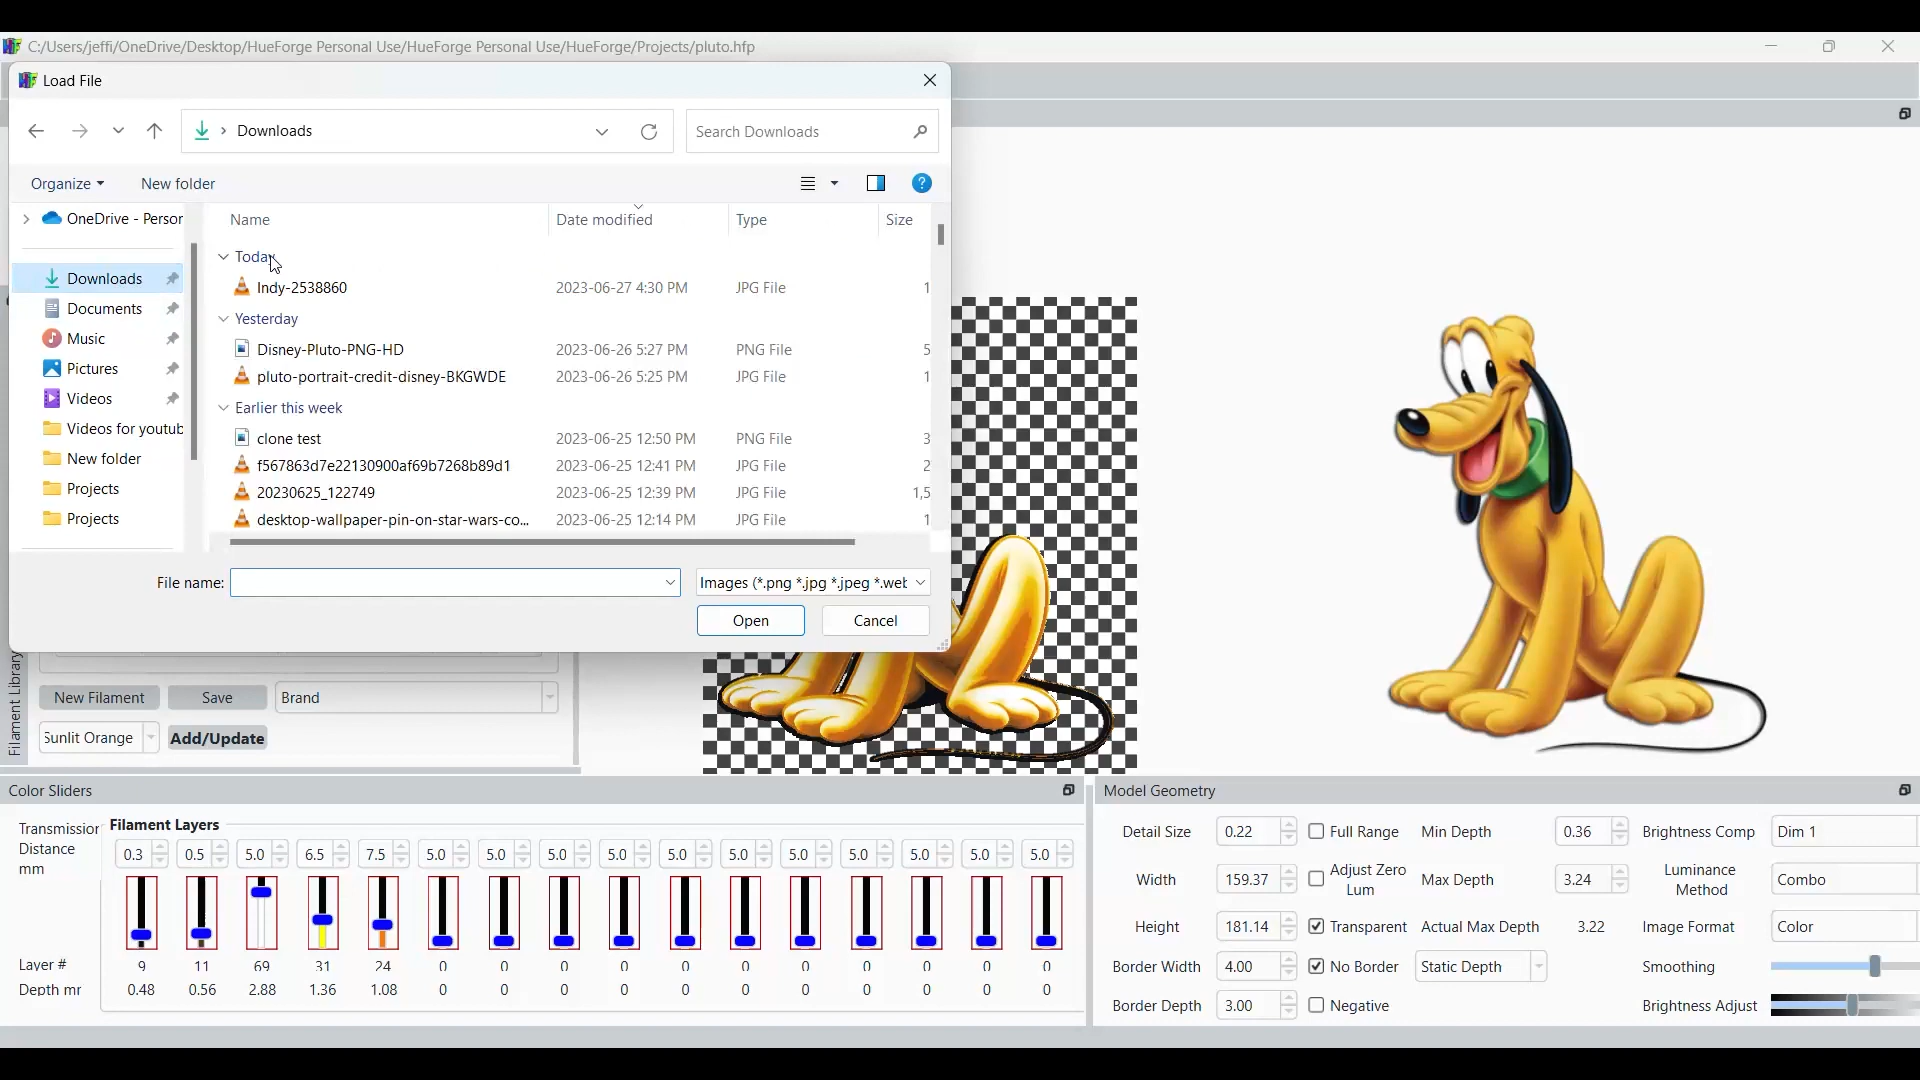 C:/Users/jeffi/OneDrive/Desktop/HueForge Personal Use/HueForge Personal Use/HueForge/Projects/pluto.hfp
Load File
Downloads
Search Downloads
Organize
New folder
OneDrive - Person
Downloads
Documents
Music
Pictures
Videos
Videos for youtub
New folder
Projects
Projects
Name Date modified Type Size
Today
Indy-2538860 2023-06-27 4:30 PM JPG File 1
Yesterday
Disney-Pluto-PNG-HD 2023-06-26 5:27 PM PNG File 5
pluto-portrait-credit-disney-BKGWDE 2023-06-26 5:25 PM JPG File 1
Earlier this week
clone test 2023-06-25 12:50 PM PNG File 3
f567863d7e22130900af69b7268b89d1 2023-06-25 12:41 PM JPG File 2
20230625_122749 2023-06-25 12:39 PM JPG File 1,5
desktop-wallpaper-pin-on-star-wars-co... 2023-06-25 12:14 PM JPG File 1
File name: Images (*.png *.jpg *.jpeg *.web
Open Cancel
Filament Library
New Filament Save Brand
Sunlit Orange Add/Update
Color Sliders
Transmission Distance mm
Filament Layers
0.3 0.5 5.0 6.5 7.5 5.0 5.0 5.0 5.0 5.0 5.0 5.0 5.0 5.0 5.0 5.0
Layer # 9 11 69 31 24 0 0 0 0 0 0 0 0 0 0 0
Depth mr 0.48 0.56 2.88 1.36 1.08 0 0 0 0 0 0 0 0 0 0 0
Model Geometry
Detail Size 0.22 Full Range Min Depth 0.36 Brightness Comp Dim 1
Width 159.37 Adjust Zero Lum Max Depth 3.24 Luminance Method Combo
Height 181.14 Transparent Actual Max Depth 3.22 Image Format Color
Border Width 4.00 No Border Static Depth Smoothing
Border Depth 3.00 Negative Brightness Adjust